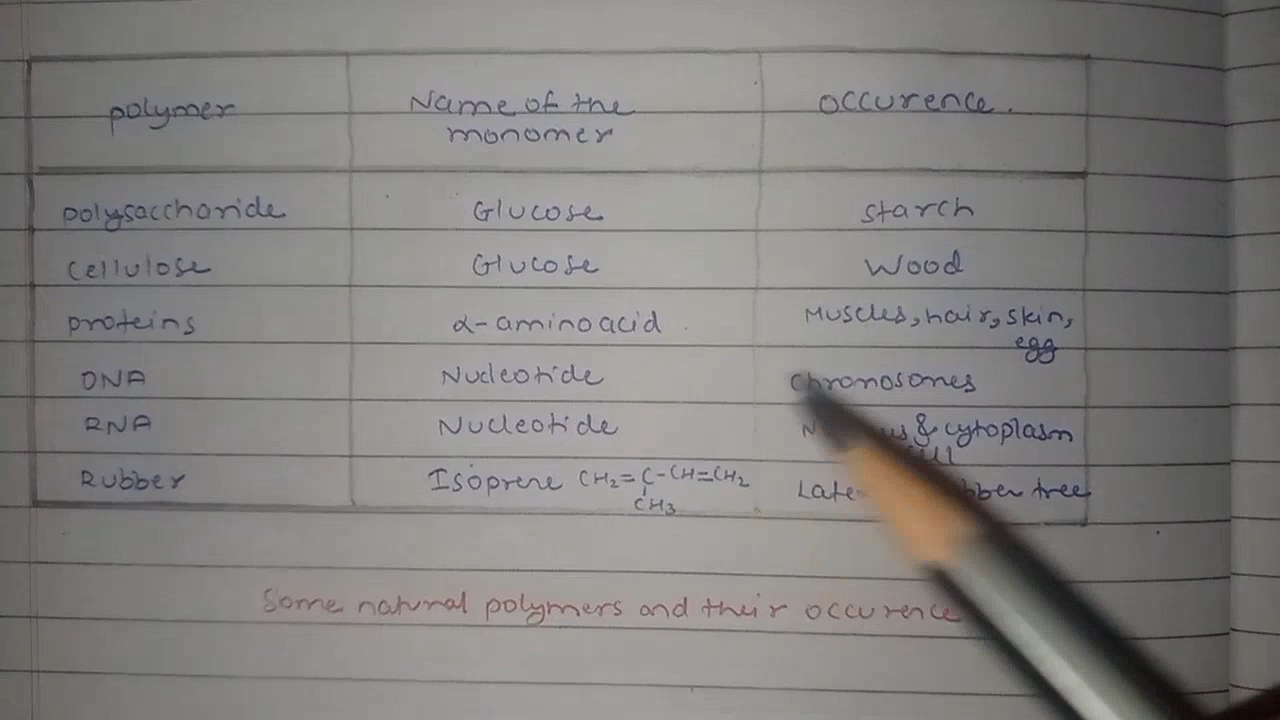 polymer Name of the monomer occurence.
polysaccharide Glucose starch
cellulose Glucose Wood
proteins α-aminoacid Muscles, hair, skin, egg
DNA Nucleotide chromosomes
RNA Nucleotide & cytoplasm
Rubber Isoprene CH₂=C-CH=CH₂ tree
CH₃
Some natural polymers and their occurence